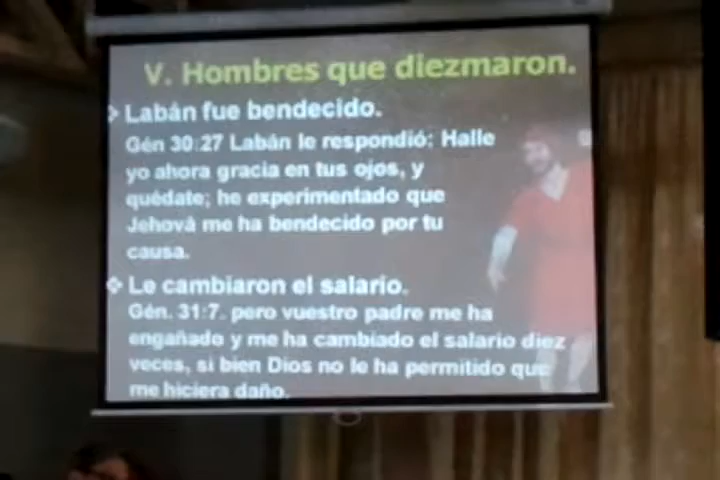 V. Hombres que diezmaron.
Labán fue bendecido.
Gén 30:27 Labán le respondió: Halle
yo ahora gracia en tus ojos, y
quédate; he experimentado que
Jehová me ha bendecido por tu
causa.
Le cambiaron el salario.
Gén. 31:7. pero vuestro padre me ha
engañado y me ha cambiado el salario diez
veces, si bien Dios no le ha permitido que
me hiciera daño.